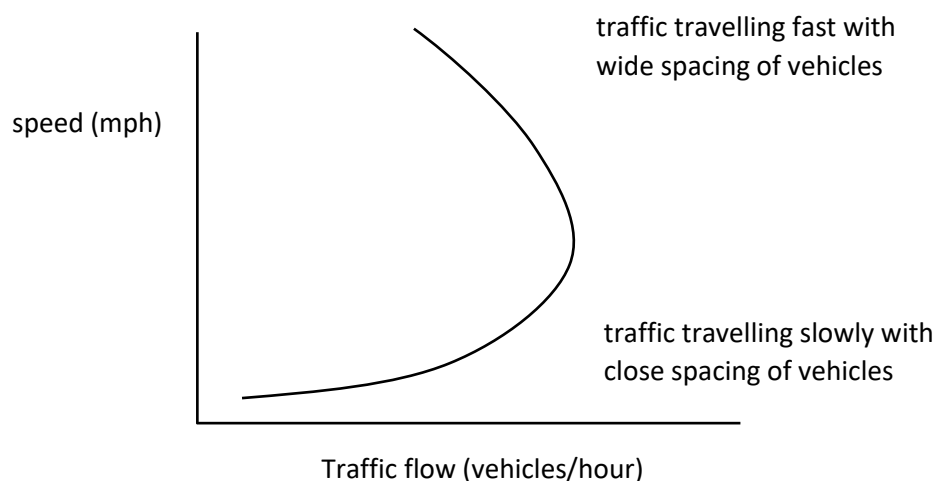 traffic travelling fast with
wide spacing of vehicles
speed (mph)
traffic travelling slowly with
close spacing of vehicles
Traffic flow (vehicles/hour)